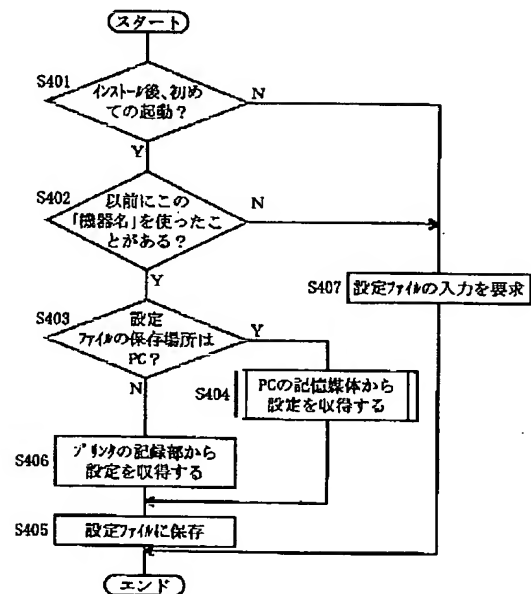 スタート
S401
インストール後、初め
ての起動?
N
Y
S402
以前にこの
「機器名」を使ったこ
とがある?
N
Y
S407
設定ファイルの入力を要求
S403
設定
ファイルの保存場所は
PC?
Y
N
S404
PCの記憶媒体から
設定を取得する
S406
プリンタの記録部から
設定を取得する
S405
設定ファイルに保存
エンド